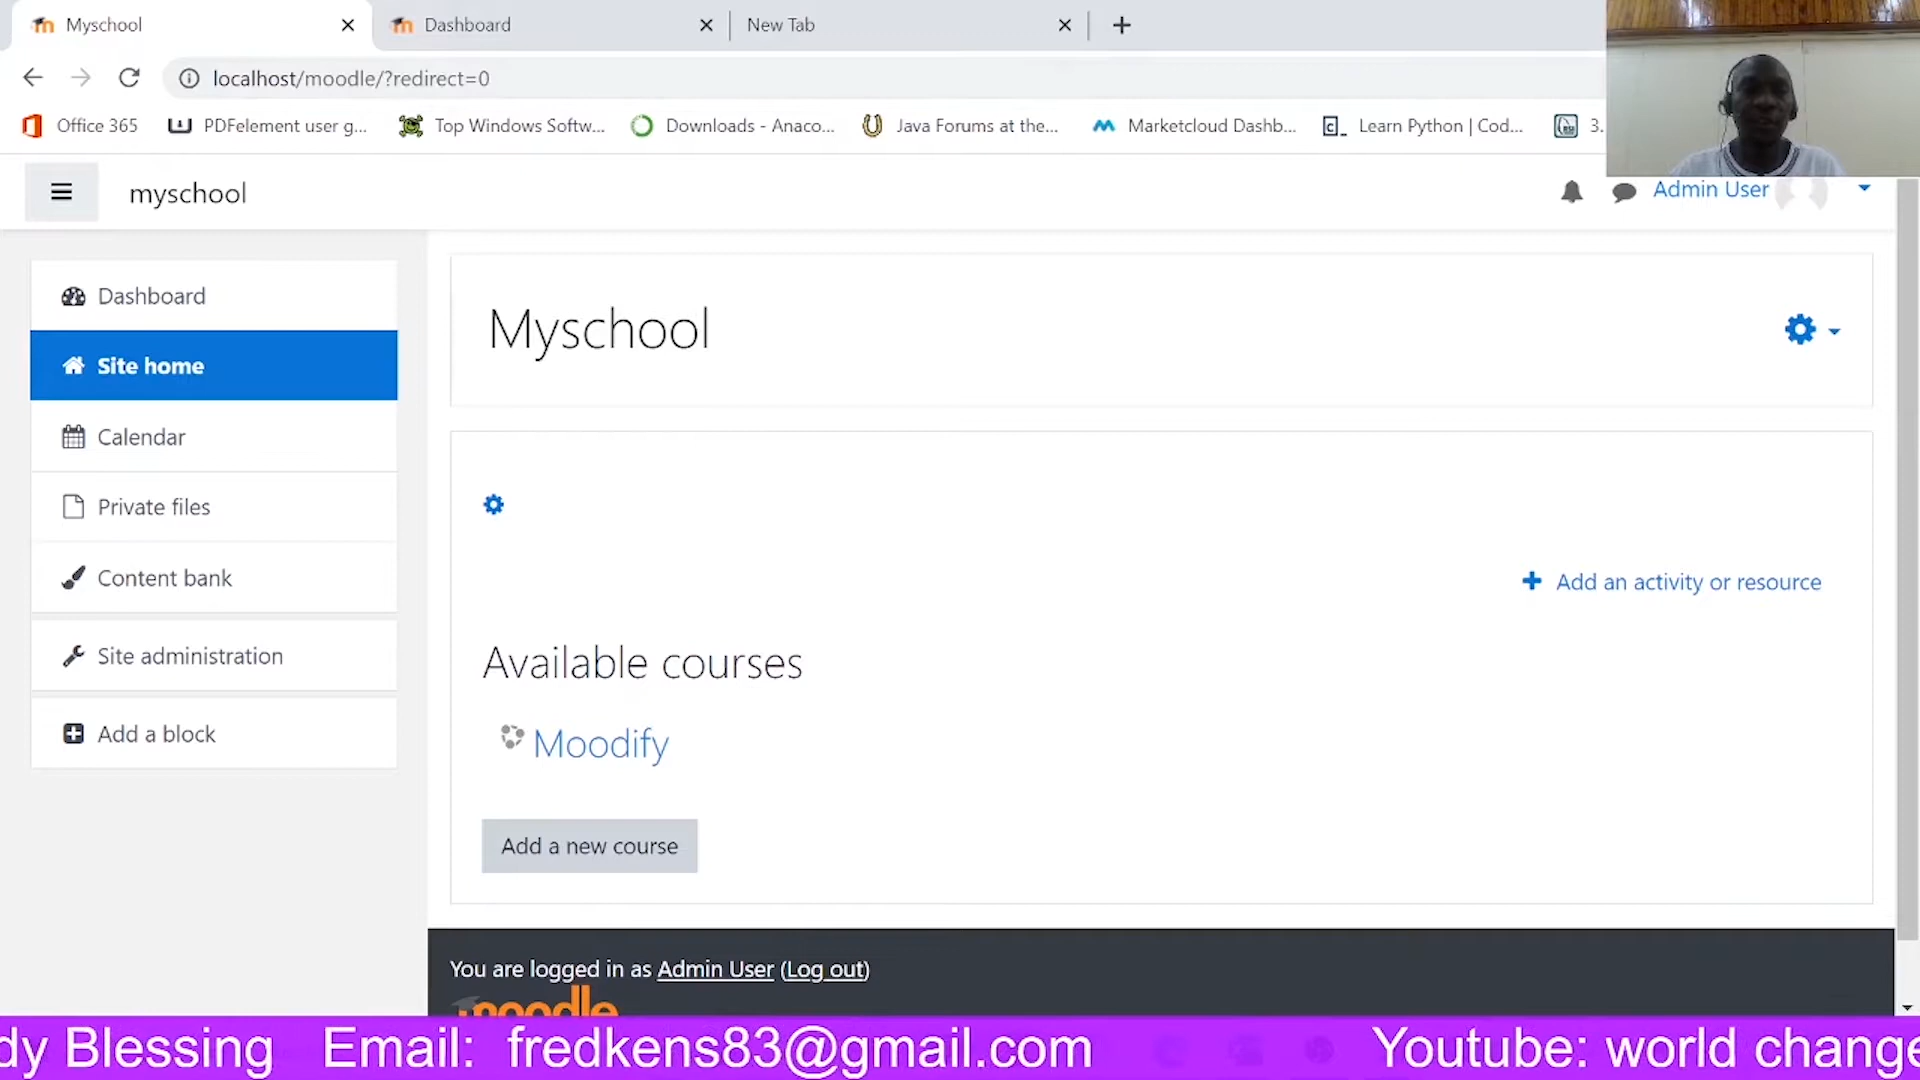 Myschool
Dashboard
New Tab
localhost/moodle/?redirect=0
Office 365
PDFelement user g...
Top Windows Softw...
Downloads - Anaco...
Java Forums at the...
Marketcloud Dashb...
Learn Python | Cod...
3.
myschool
Admin User
Dashboard
Site home
Calendar
Private files
Content bank
Site administration
Add a block
Myschool
Add an activity or resource
Available courses
Moodify
Add a new course
You are logged in as Admin User (Log out)
moodle
dy Blessing Email: fredkens83@gmail.com Youtube: world change